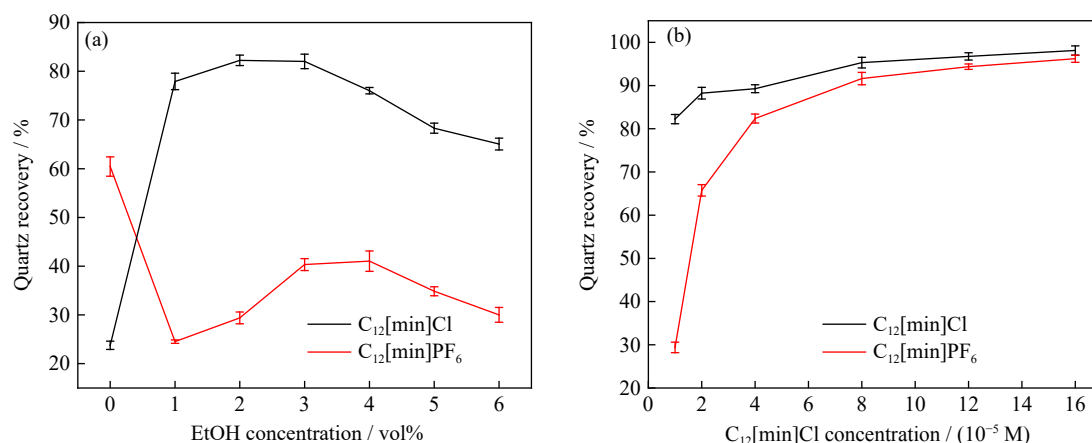 (a)
90
80
70
60
50
40
30
20
Quartz recovery / %
C₁₂[min]Cl
C₁₂[min]PF₆
0 1 2 3 4 5 6
EtOH concentration / vol%
(b)
100
90
80
70
60
50
40
30
20
Quartz recovery / %
C₁₂[min]Cl
C₁₂[min]PF₆
0 2 4 6 8 10 12 14 16
C₁₂[min]Cl concentration / (10⁻⁵ M)